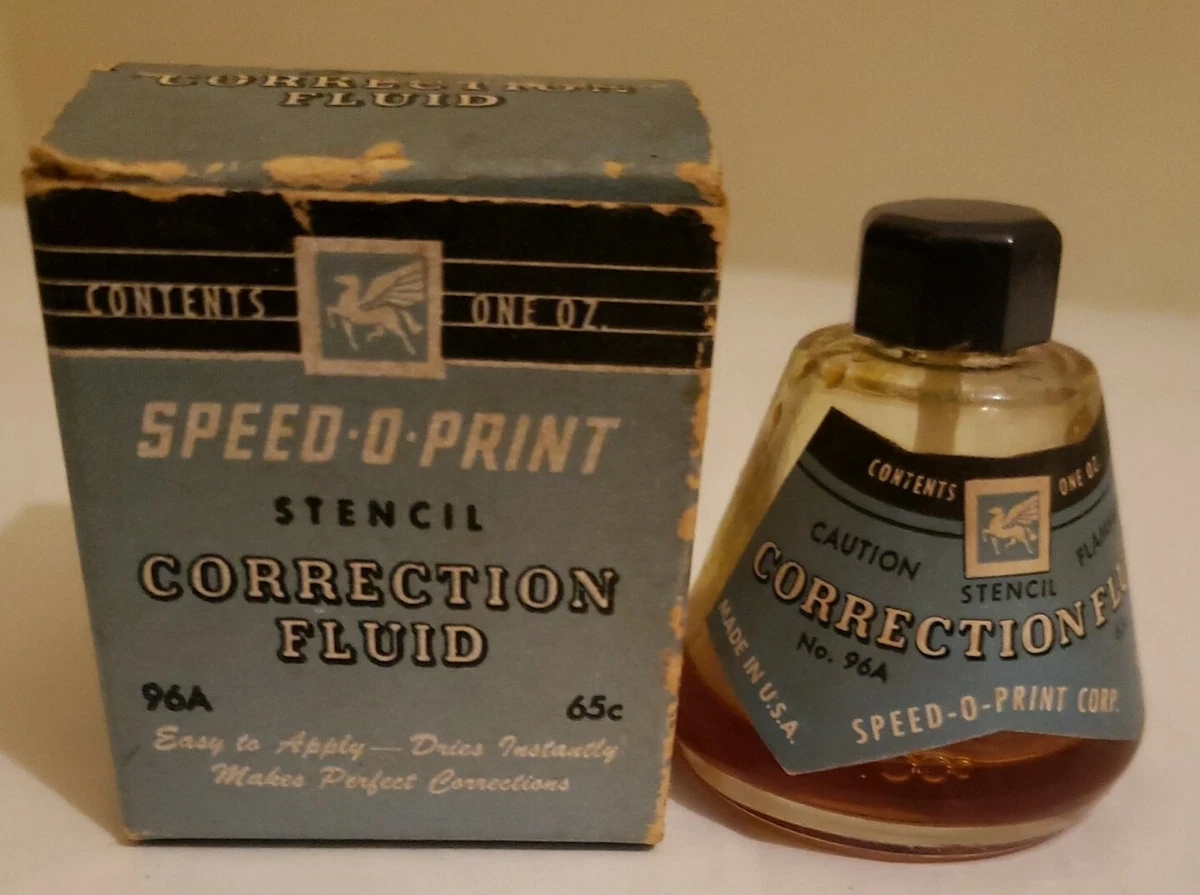 CORRECTION
FLUID
CONTENTS ONE OZ.
SPEED·O·PRINT
STENCIL
CORRECTION
FLUID
96A 65c
Easy to Apply — Dries Instantly
Makes Perfect Corrections
CONTENTS ONE OZ.
CAUTION
STENCIL
CORRECTION
No. 96A
MADE IN U.S.A.
SPEED-O-PRINT CORP.